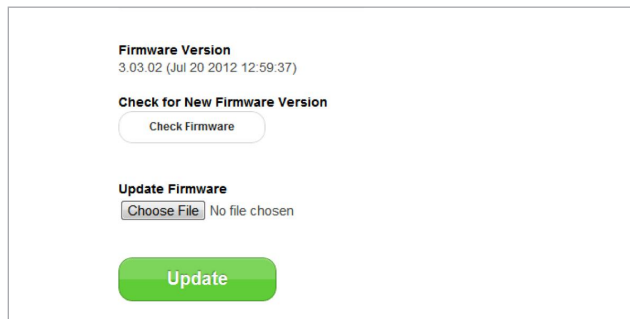 Firmware Version
3.03.02 (Jul 20 2012 12:59:37)
Check for New Firmware Version
Check Firmware
Update Firmware
Choose File No file chosen
Update